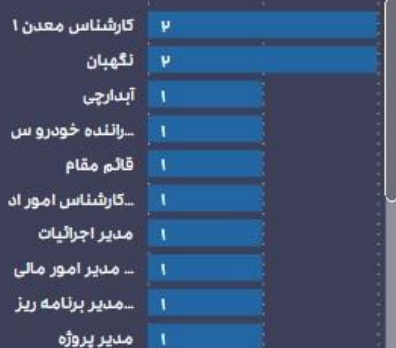 کارشناس معدن ۱ ۲
نگهبان ۲
آبدارچی ۱
راننده خودرو س... ۱
قائم مقام ۱
کارشناس امور اد... ۱
مدیر اجرائیات ۱
مدیر امور مالی ... ۱
مدیر برنامه ریز... ۱
مدیر پروژه ۱